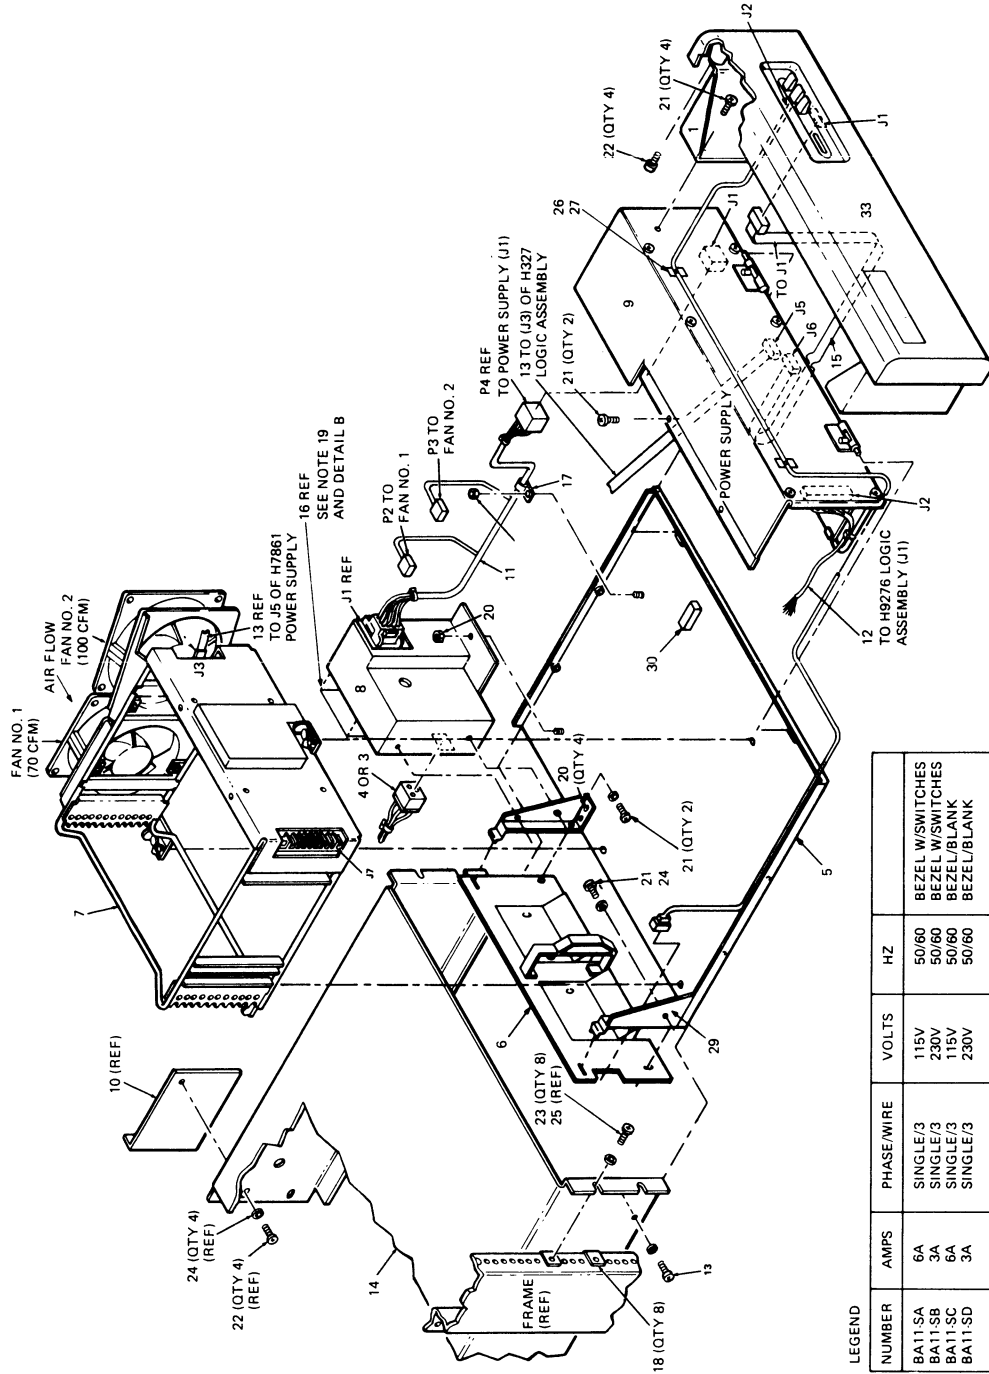 FAN NO. 1
(70 CFM)
AIR FLOW
FAN NO. 2
(100 CFM)
J3
13 REF
TO J5 OF H7861
POWER SUPPLY
7
J7
10 (REF)
24 (QTY 4)
(REF)
22 (QTY 4)
(REF)
14
FRAME
(REF)
18 (QTY 8)
13
23 (QTY 8)
25 (REF)
6
C
C
C
29
4 OR 3
8
16 REF
SEE NOTE 19
AND DETAIL B
J1 REF
20
P2 TO
FAN NO. 1
P3 TO
FAN NO. 2
11
17
P4 REF
TO POWER SUPPLY (J1)
13 TO (J3) OF H327
LOGIC ASSEMBLY
21 (QTY 2)
20
(QTY 4)
21 (QTY 2)
21
24
30
5
12
TO H9276 LOGIC
ASSEMBLY (J1)
26
27
22 (QTY 4)
21 (QTY 4)
1
J2
J1
33
9
J1
TO J1
J5
J6
15
POWER SUPPLY
J2
LEGEND
NUMBER AMPS PHASE/WIRE VOLTS HZ
BA11-SA 6A SINGLE/3 115V 50/60 BEZEL W/SWITCHES
BA11-SB 3A SINGLE/3 230V 50/60 BEZEL W/SWITCHES
BA11-SC 6A SINGLE/3 115V 50/60 BEZEL/BLANK
BA11-SD 3A SINGLE/3 230V 50/60 BEZEL/BLANK